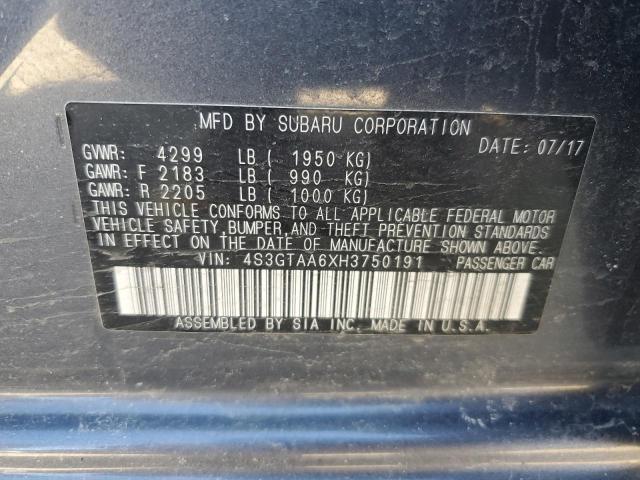 MFD BY SUBARU CORPORATION
DATE: 07/17
GVWR: 4299 LB ( 1950 KG)
GAWR: F 2183 LB ( 990 KG)
GAWR: R 2205 LB ( 1000 KG)
THIS VEHICLE CONFORMS TO ALL APPLICABLE FEDERAL MOTOR
VEHICLE SAFETY, BUMPER, AND THEFT PREVENTION STANDARDS
IN EFFECT ON THE DATE OF MANUFACTURE SHOWN ABOVE.
VIN: 4S3GTAA6XH3750191 PASSENGER CAR
ASSEMBLED BY SIA INC. MADE IN U.S.A.